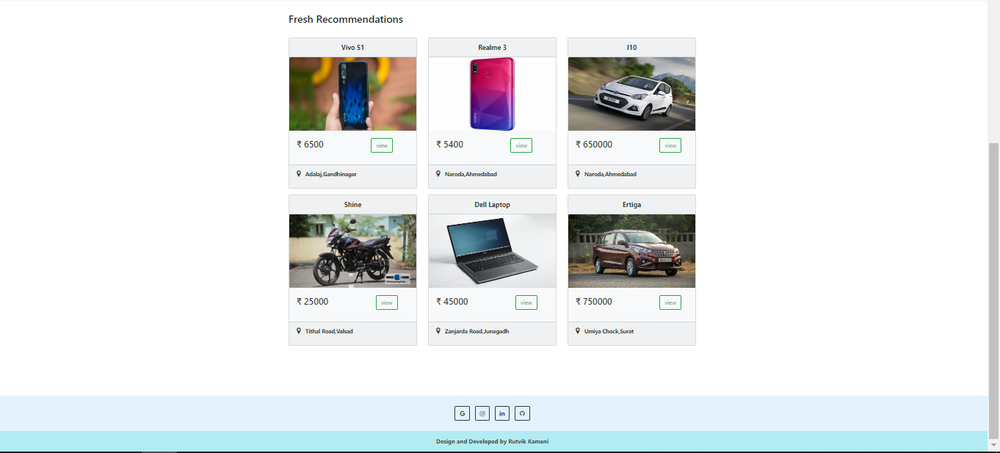 Fresh Recommendations
Vivo S1
Realme 3
I10
₹ 6500
view
₹ 5400
view
₹ 650000
view
Adalaj,Gandhinagar
Naroda,Ahmedabad
Naroda,Ahmedabad
Shine
Dell Laptop
Ertiga
₹ 25000
view
₹ 45000
view
₹ 750000
view
Tithal Road,Valsad
Zanjarda Road,Junagadh
Umiya Chock,Surat
G
in
Design and Developed by Rutvik Kamani